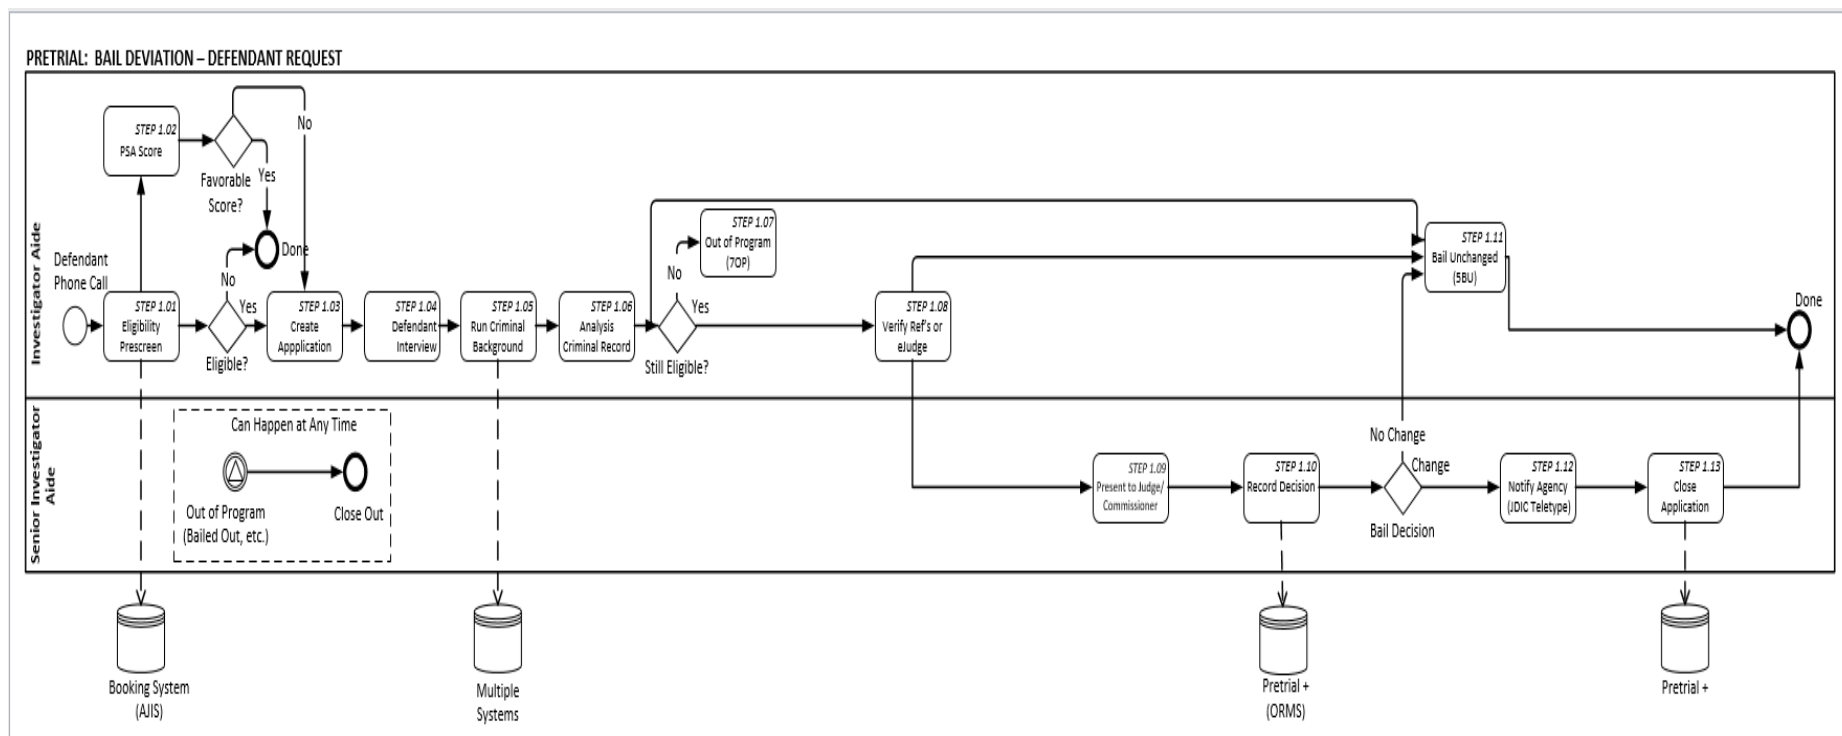 PRETRIAL: BAIL DEVIATION – DEFENDANT REQUEST
Investigator Aide
Defendant
Phone Call
STEP 1.01
Eligibility
Prescreen
STEP 1.02
PSA Score
Favorable
Score?
No
Yes
Done
No
Yes
Eligible?
STEP 1.03
Create
Appplication
STEP 1.04
Defendant
Interview
STEP 1.05
Run Criminal
Background
STEP 1.06
Analysis
Criminal Record
No
Yes
Still Eligible?
STEP 1.07
Out of Program
(7OP)
STEP 1.08
Verify Ref's or
eJudge
STEP 1.11
Bail Unchanged
(5BU)
Done
Senior Investigator
Aide
Can Happen at Any Time
Out of Program
(Bailed Out, etc.)
Close Out
STEP 1.09
Present to Judge/
Commissioner
STEP 1.10
Record Decision
No Change
Change
Bail Decision
STEP 1.12
Notify Agency
(JDIC Teletype)
STEP 1.13
Close
Application
Booking System
(AJIS)
Multiple
Systems
Pretrial +
(ORMS)
Pretrial +